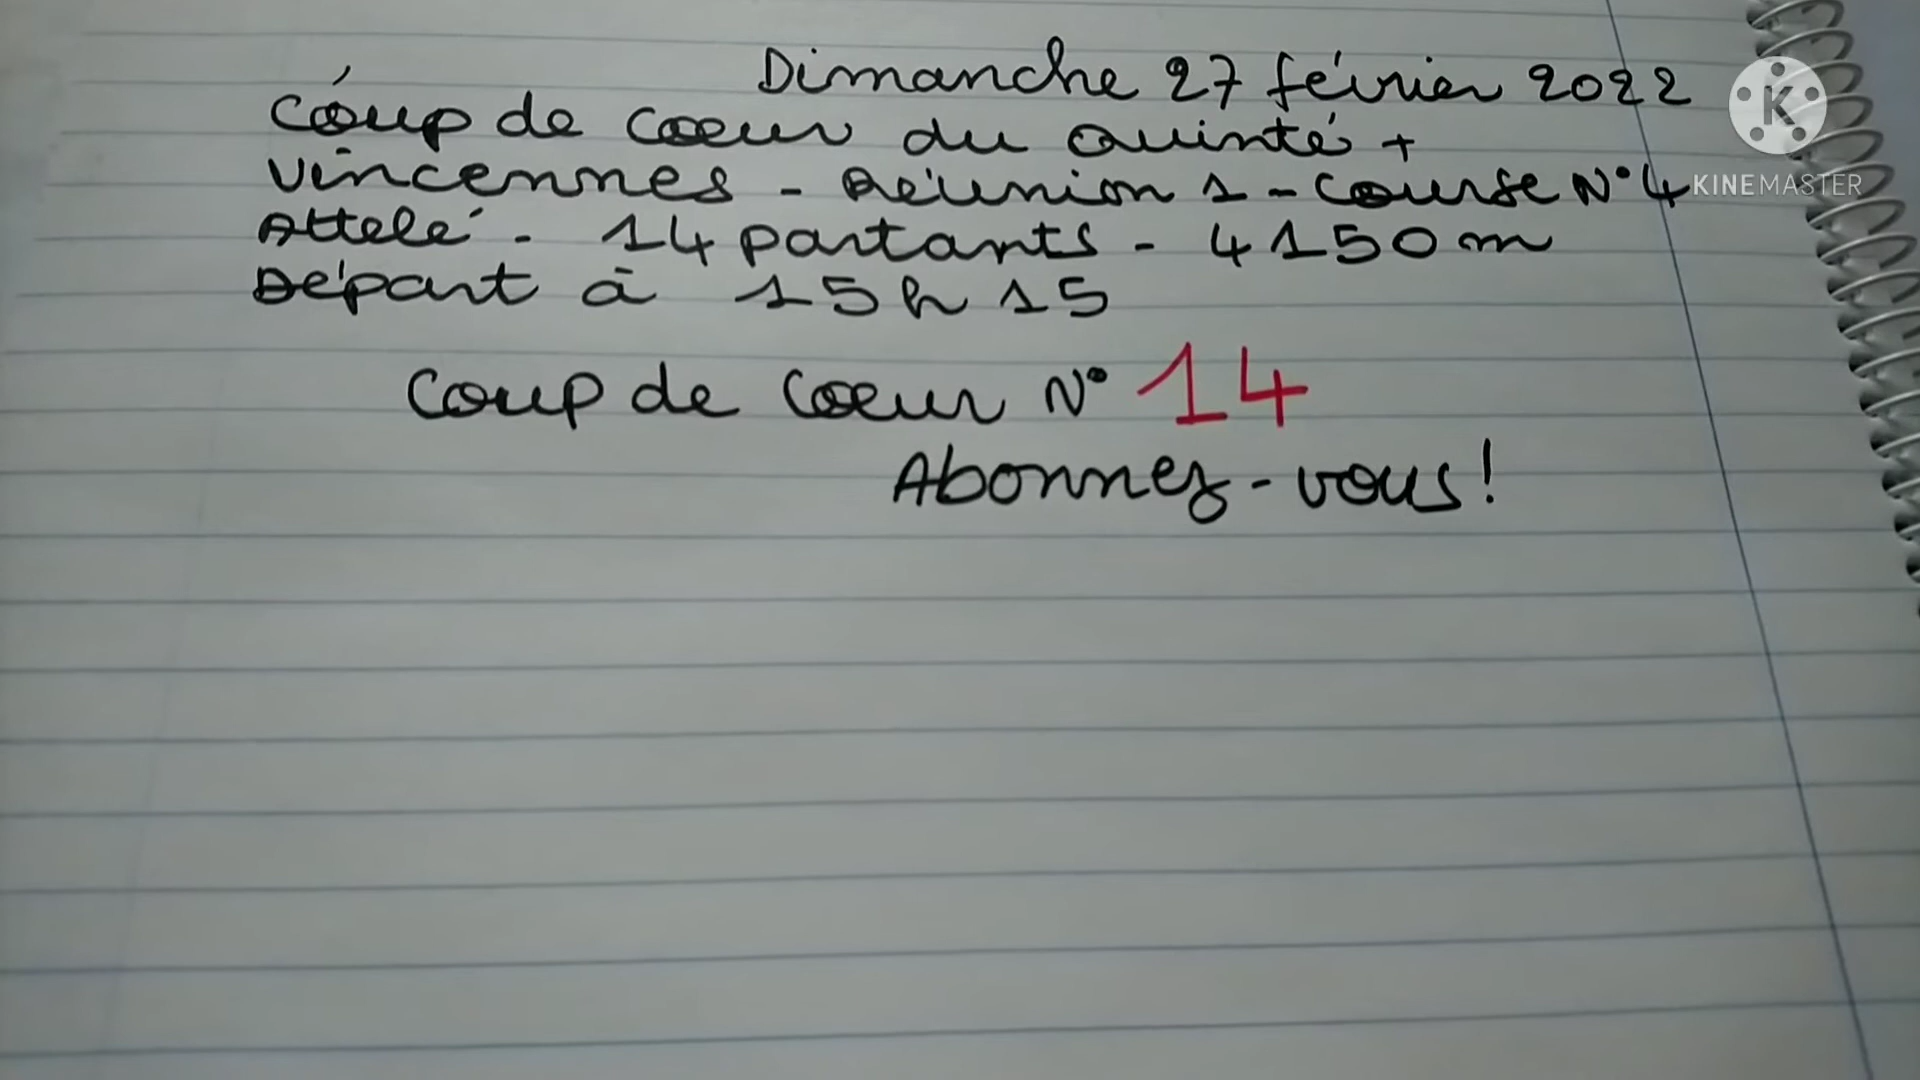 Dimanche 27 février 2022
Coup de coeur du Quinté +
Vincennes - Réunion 1 - Course N° 4
Attelé - 14 partants - 4150 m
Départ à 15h15
Coup de coeur N° 14
Abonnez-vous !
KINEMASTER